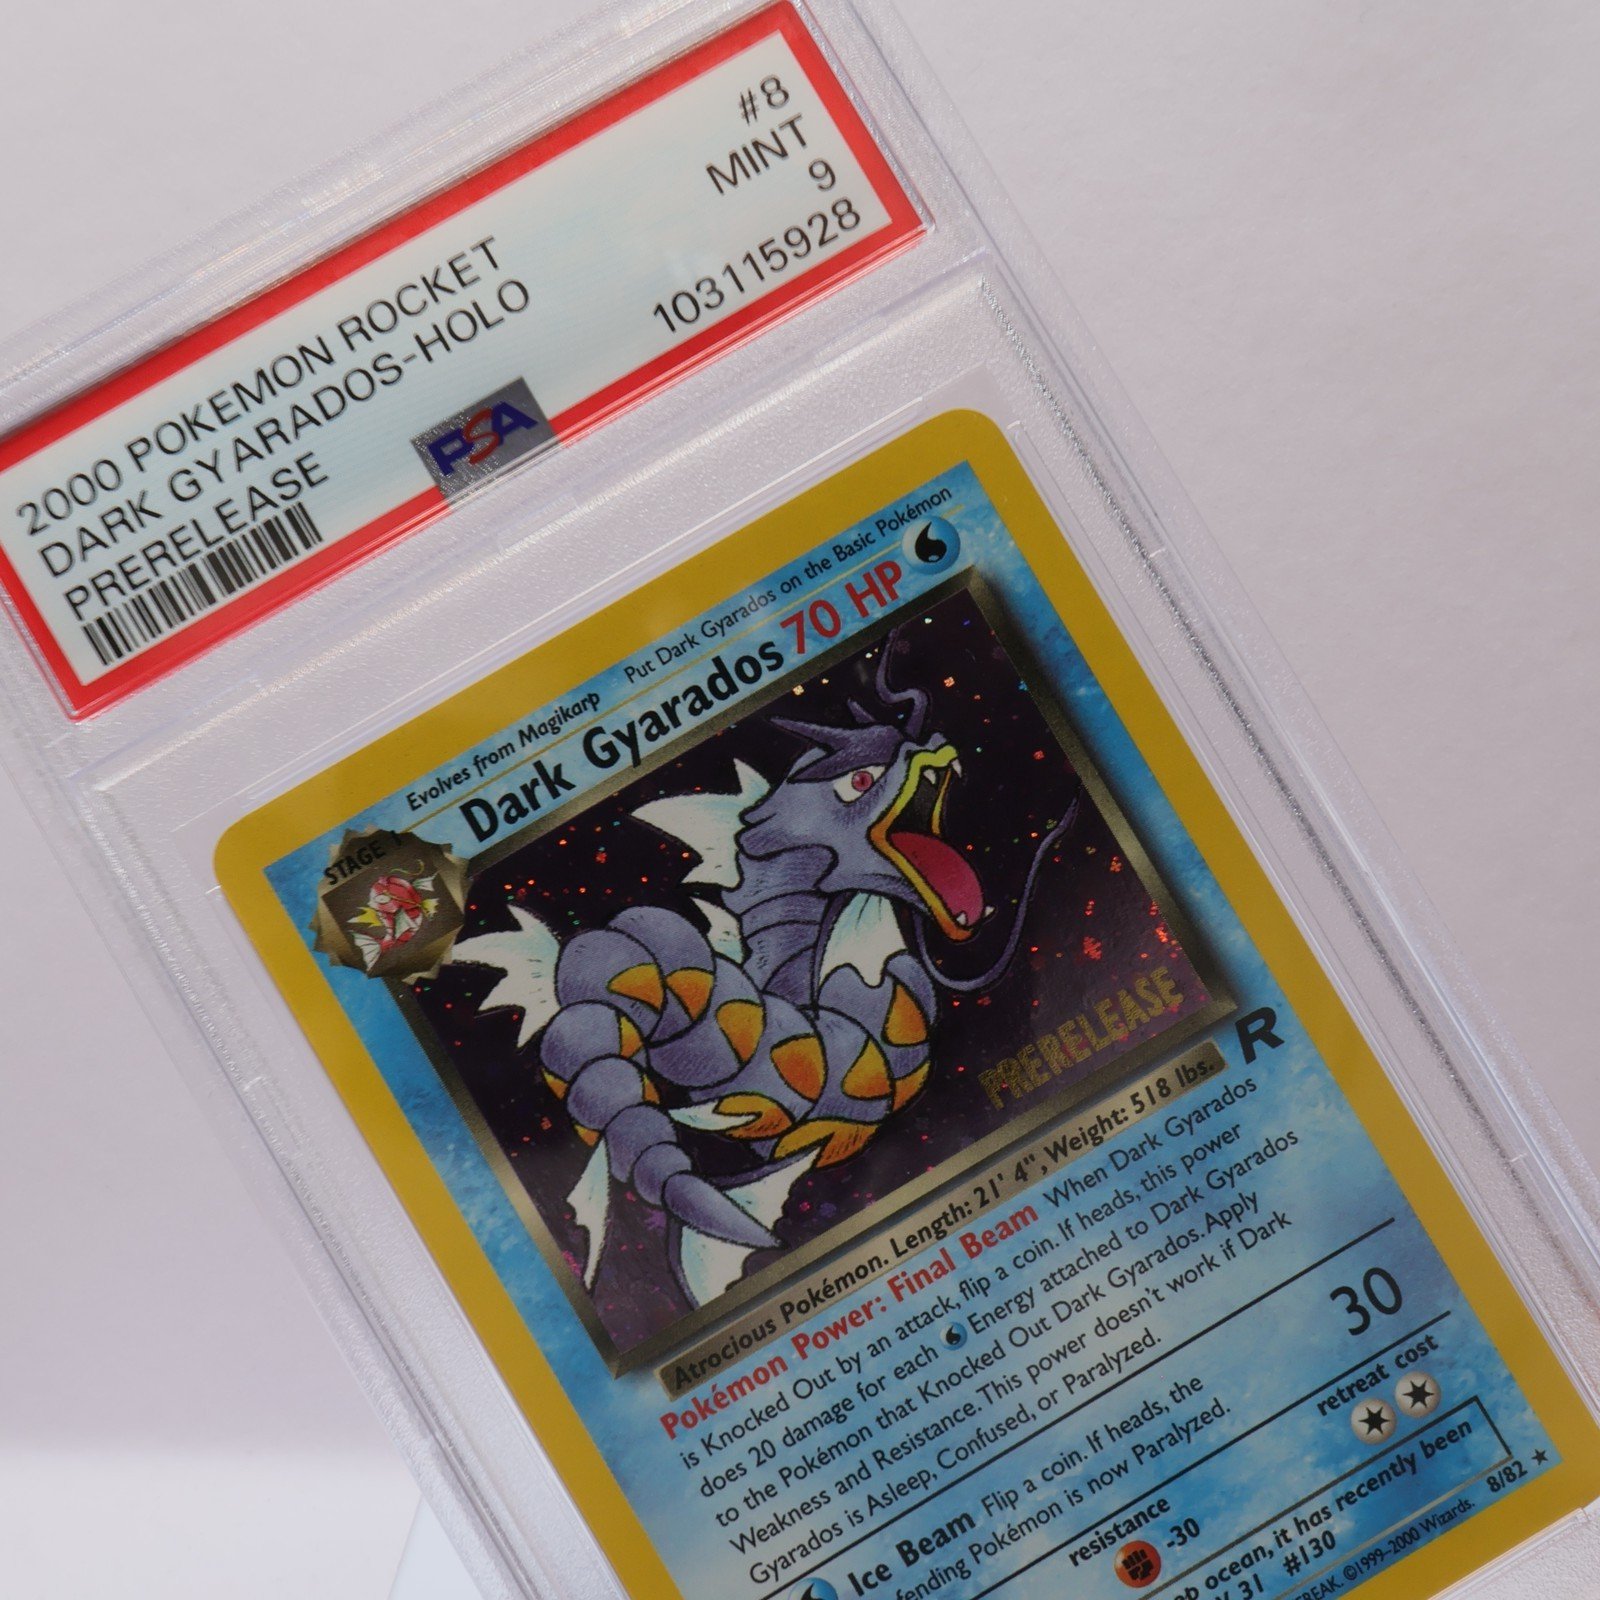 2000 POKEMON ROCKET
#8
DARK GYARADOS-HOLO
MINT
PRERELEASE
9
103115928
PSA
Evolves from Magikarp
Put Dark Gyarados on the Basic Pokémon
STAGE 1
Dark Gyarados
70 HP
PRERELEASE
R
Atrocious Pokémon. Length: 21' 4", Weight: 518 lbs.
Pokémon Power: Final Beam When Dark Gyarados
is Knocked Out by an attack, flip a coin. If heads, this power
does 20 damage for each Energy attached to Dark Gyarados
to the Pokémon that Knocked Out Dark Gyarados. Apply
Weakness and Resistance. This power doesn't work if Dark
Gyarados is Asleep, Confused, or Paralyzed.
Ice Beam Flip a coin. If heads, the
fending Pokémon is now Paralyzed.
30
resistance
-30
retreat cost
ocean, it has recently been
31 #130
©1999-2000 Wizards.
8/82